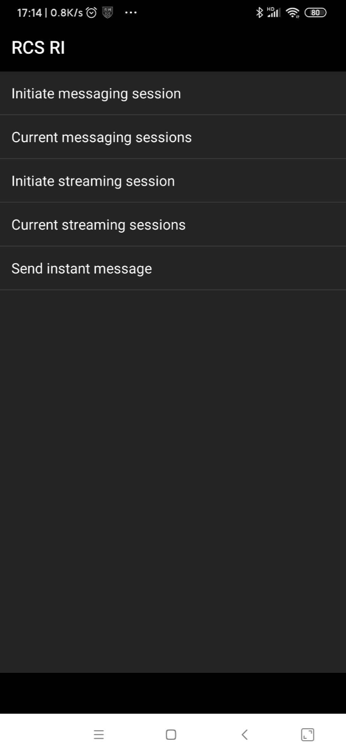 17:14 | 0.8K/s HD 80
RCS RI
Initiate messaging session
Current messaging sessions
Initiate streaming session
Current streaming sessions
Send instant message